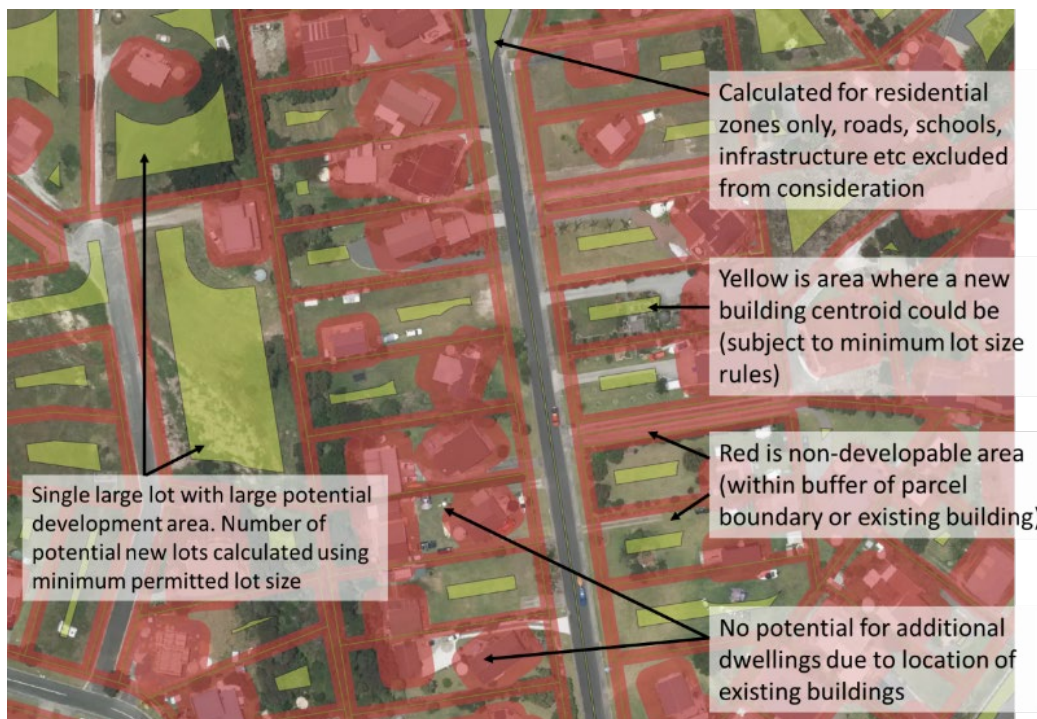 Calculated for residential
zones only, roads, schools,
infrastructure etc excluded
from consideration
Yellow is area where a new
building centroid could be
(subject to minimum lot size
rules)
Red is non-developable area
(within buffer of parcel
boundary or existing building)
Single large lot with large potential
development area. Number of
potential new lots calculated using
minimum permitted lot size
No potential for additional
dwellings due to location of
existing buildings